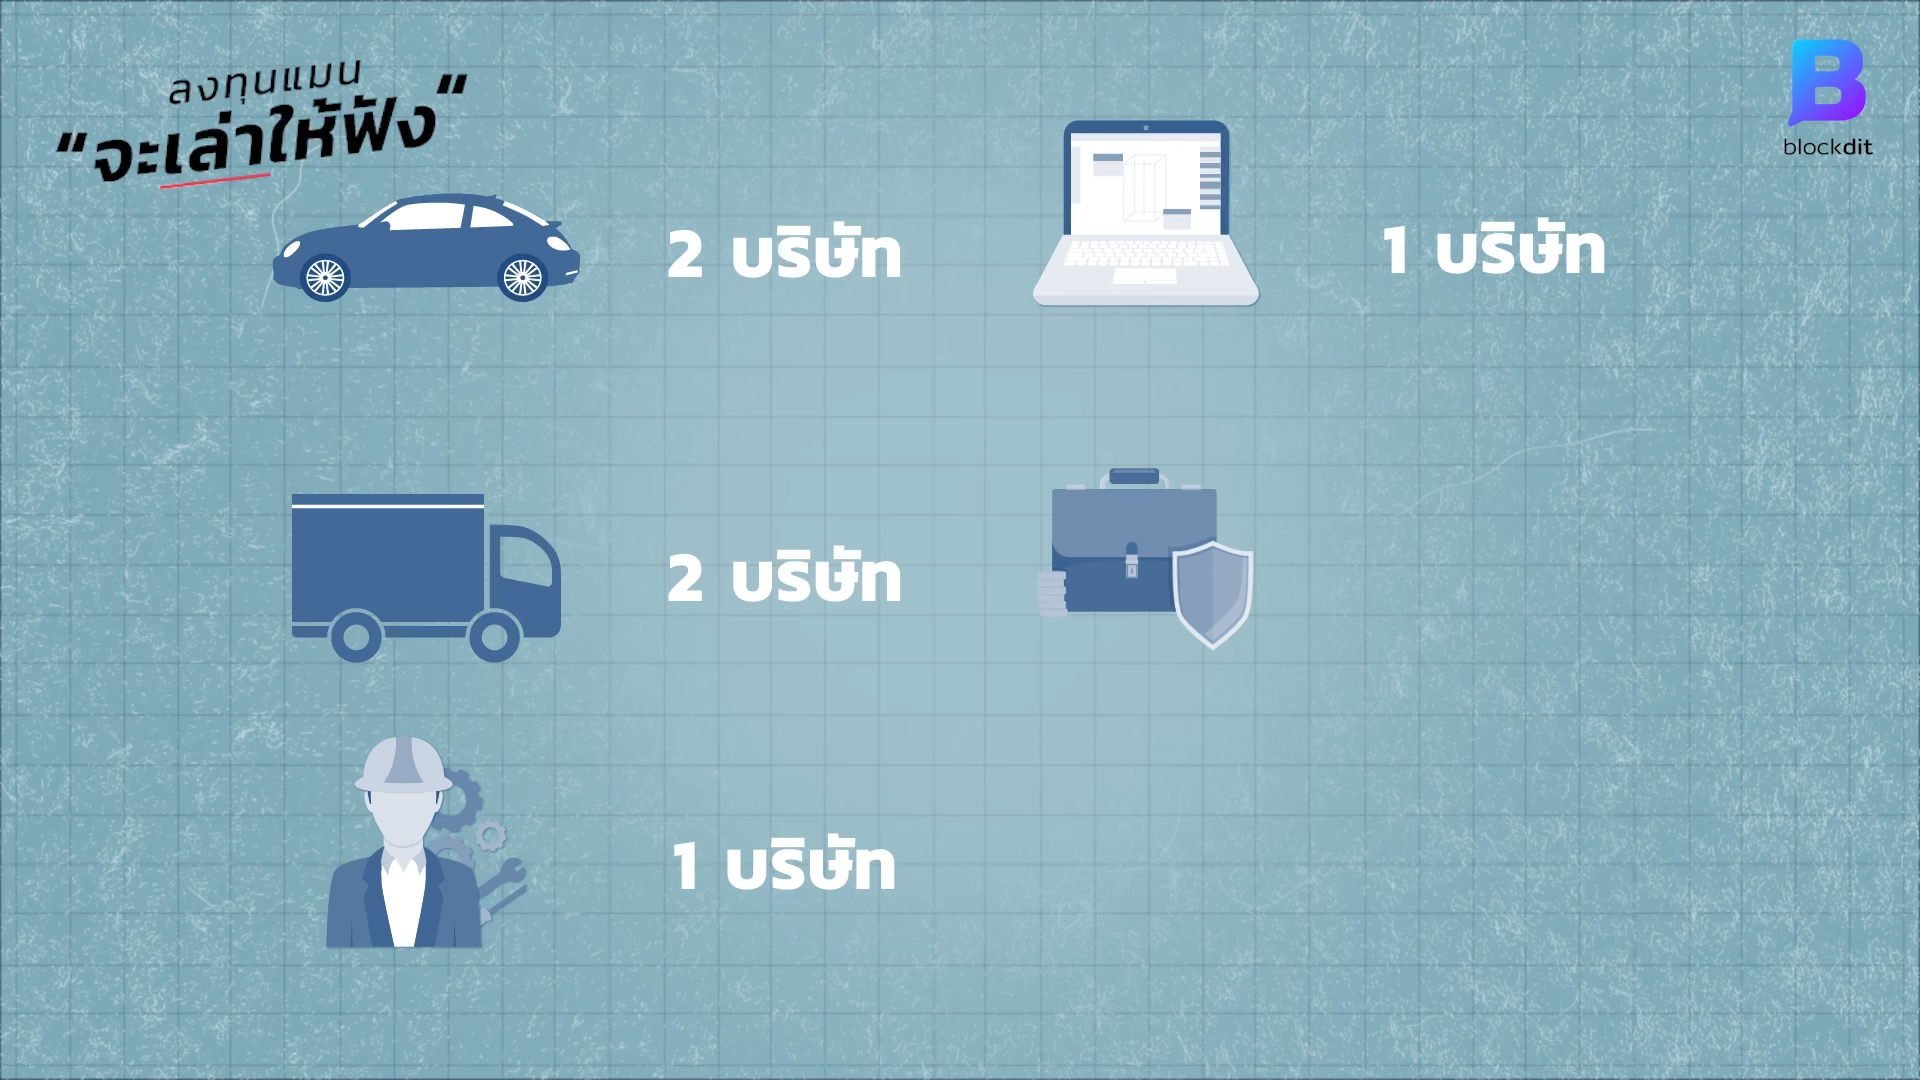 ลงทุนแมน
“จะเล่าให้ฟัง“
blockdit
2 บริษัท
1 บริษัท
2 บริษัท
1 บริษัท